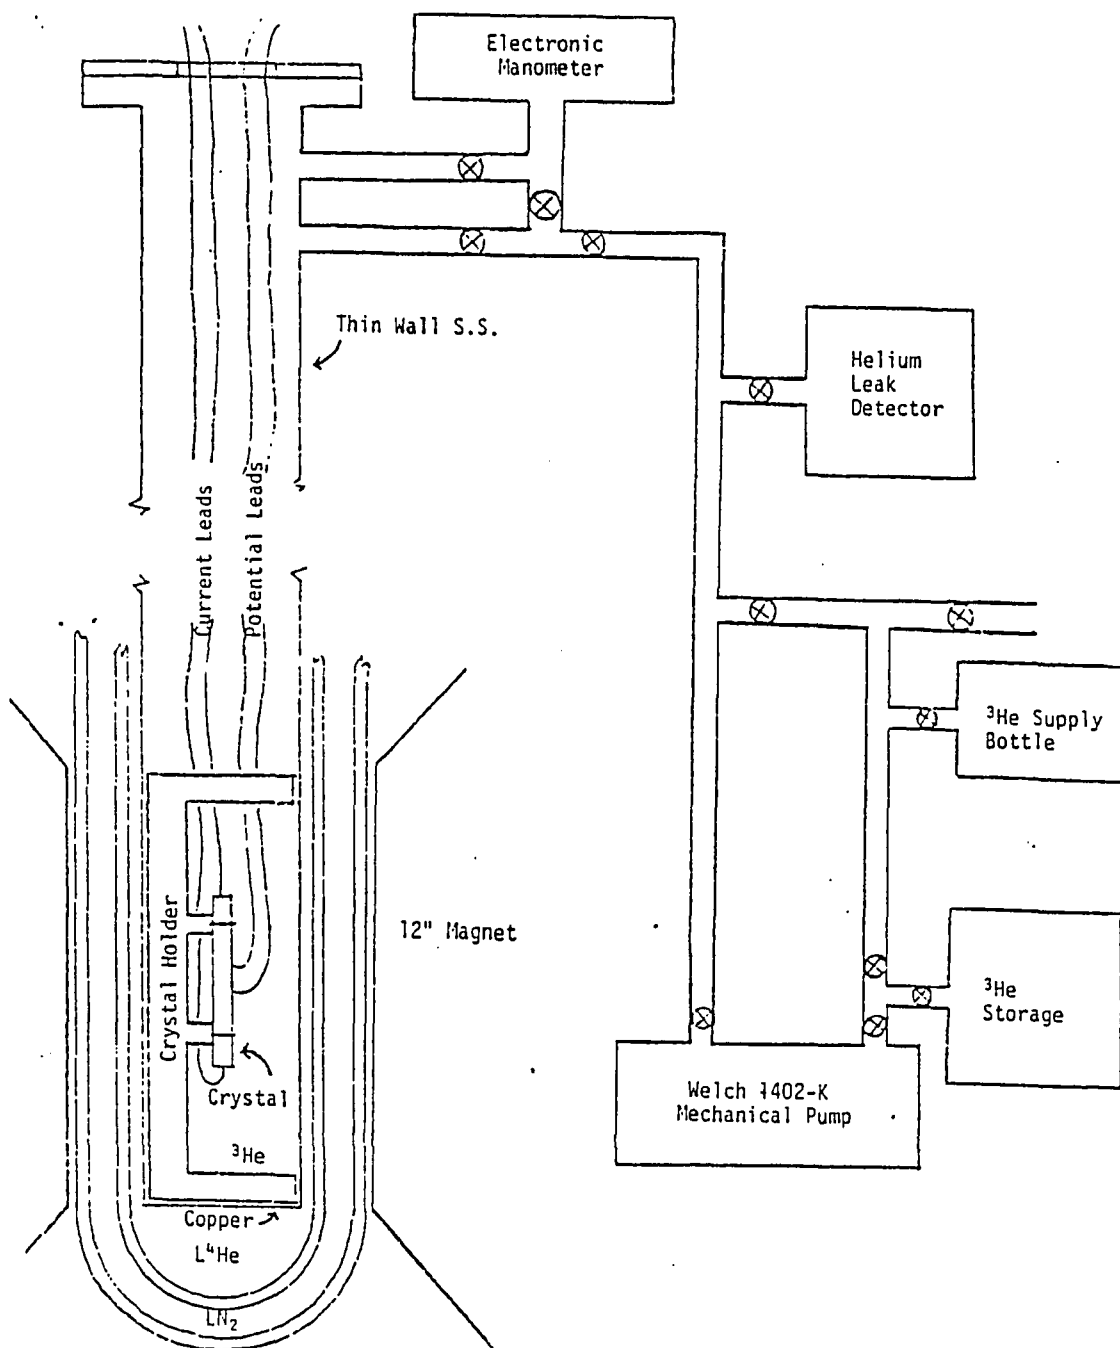 Electronic
Manometer
Thin Wall S.S.
Helium
Leak
Detector
Current Leads
Potential Leads
³He Supply
Bottle
Crystal Holder
12" Magnet
³He
Storage
Crystal
Welch 1402-K
Mechanical Pump
³He
Copper
L⁴He
LN₂